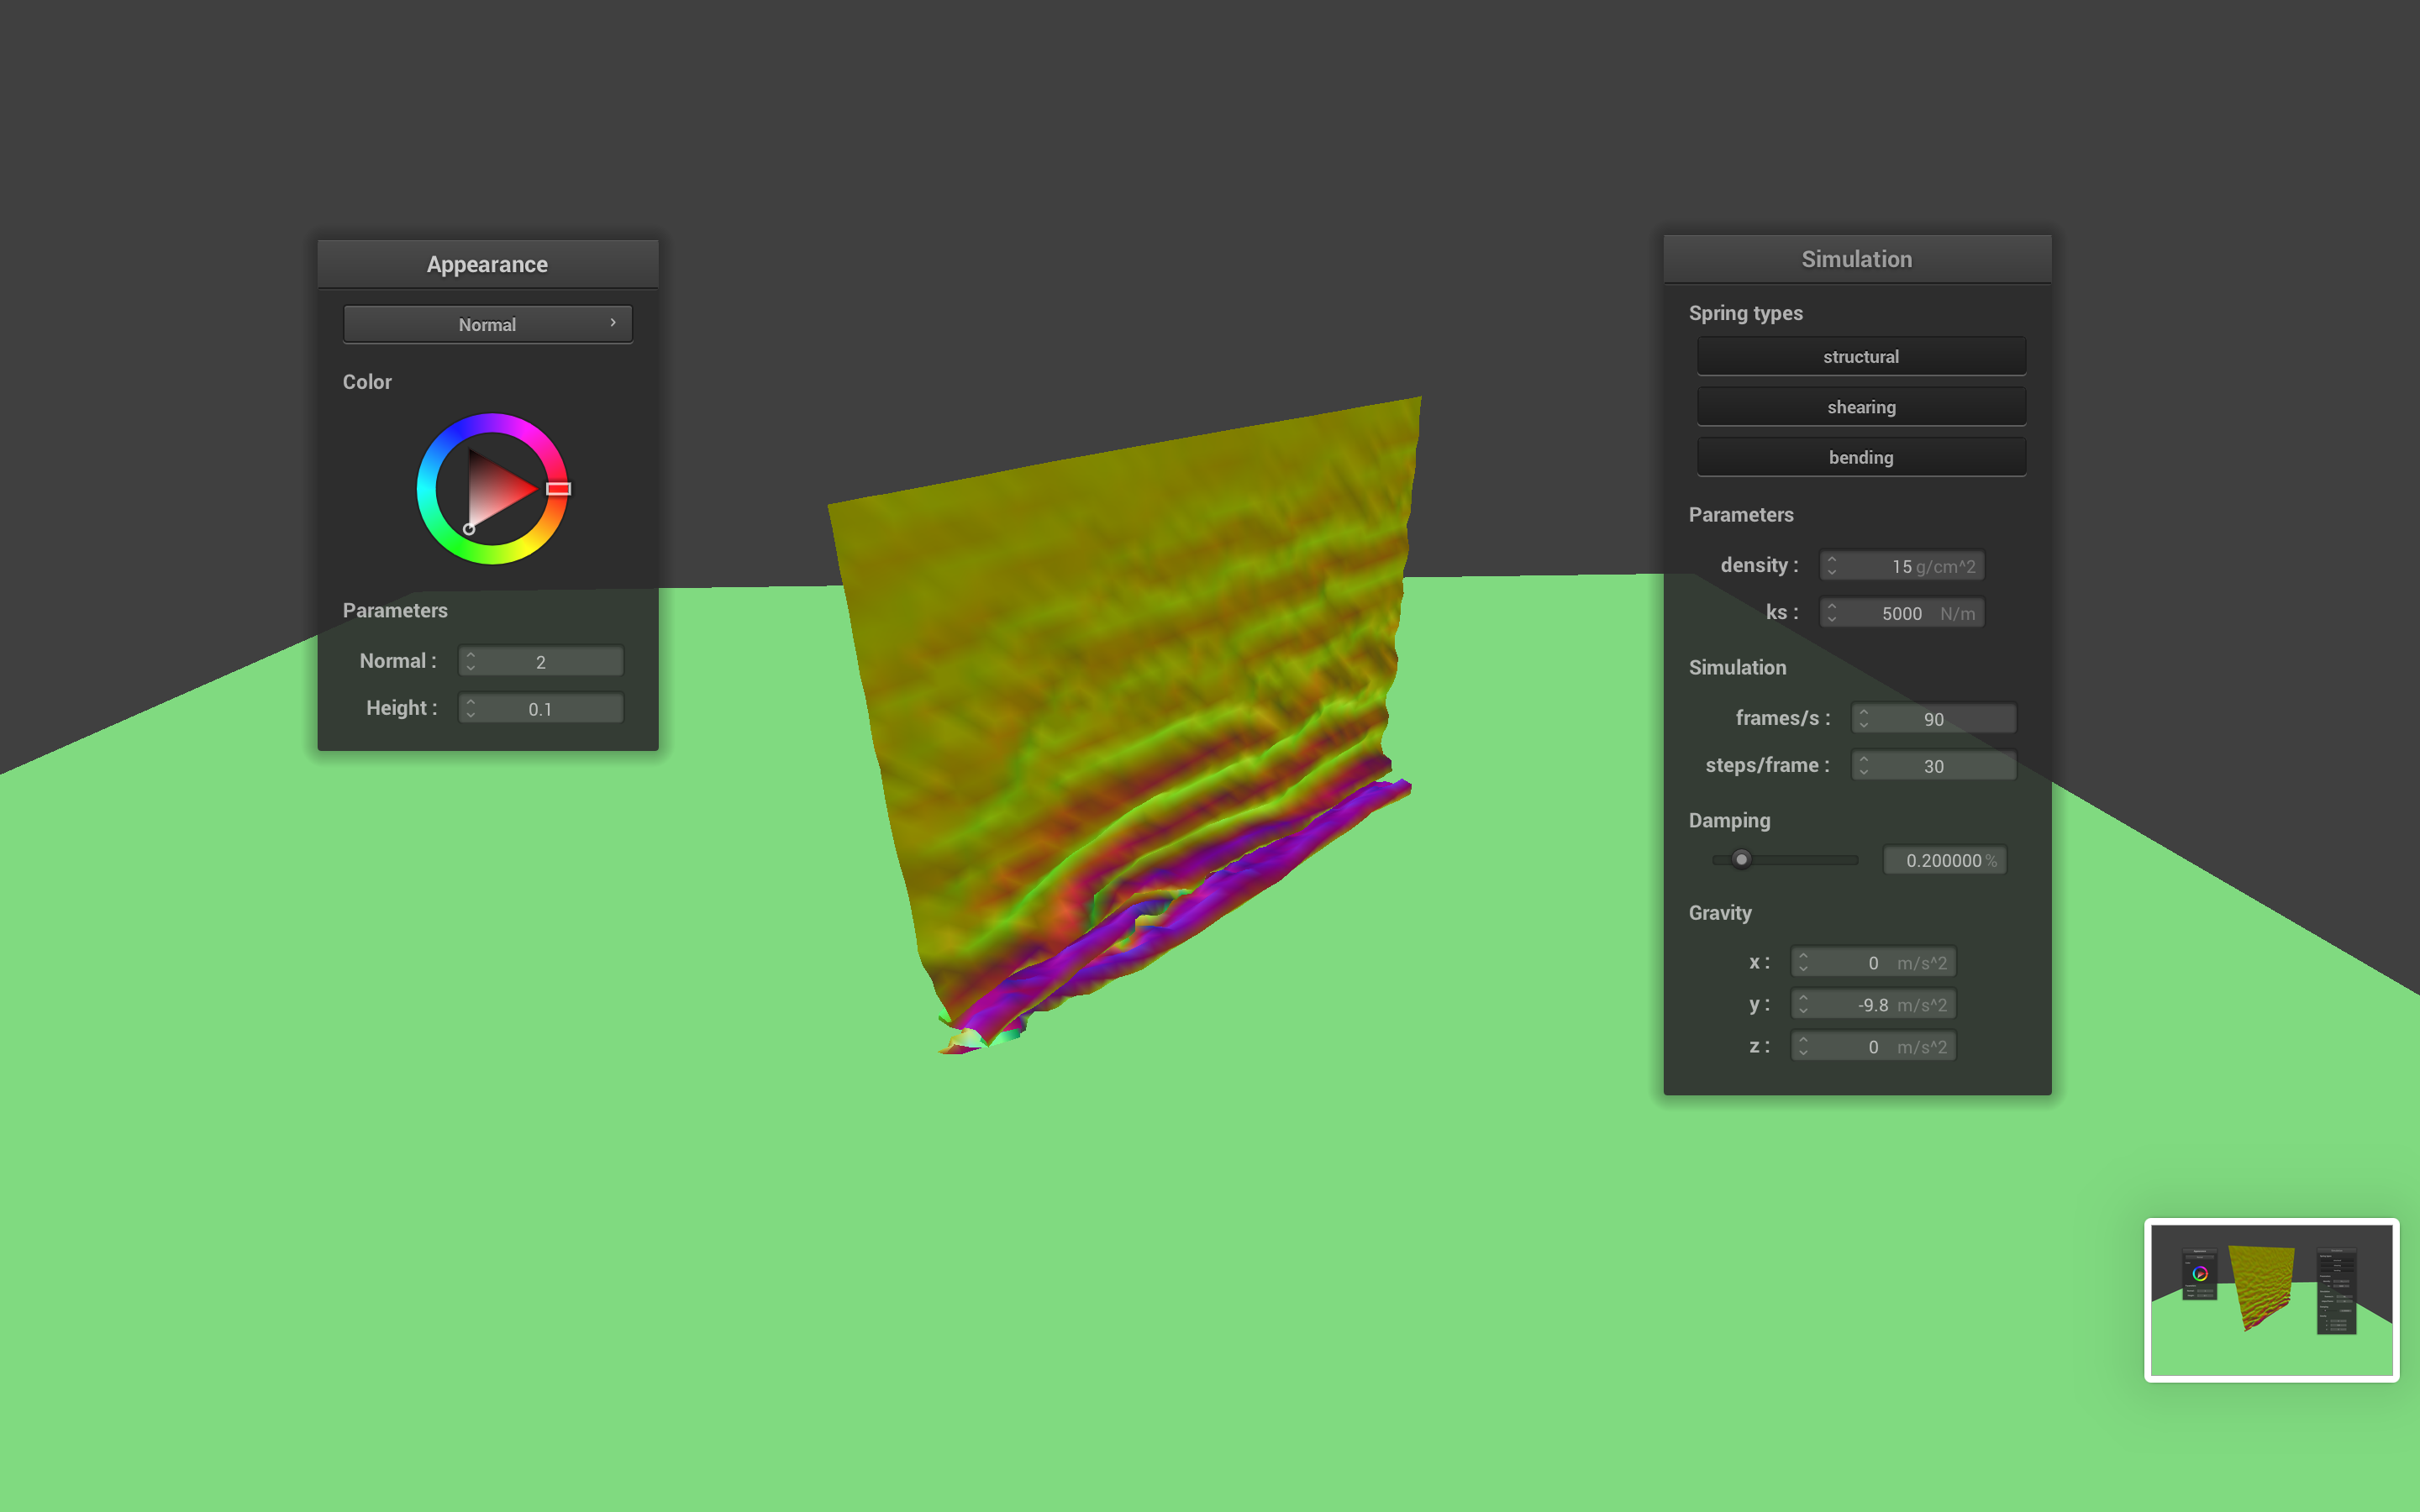 Appearance
Normal
Color
Parameters
Normal : 2
Height : 0.1
Simulation
Spring types
structural
shearing
bending
Parameters
density : 15 g/cm^2
ks : 5000 N/m
Simulation
frames/s : 90
steps/frame : 30
Damping
0.200000 %
Gravity
x : 0 m/s^2
y : -9.8 m/s^2
z : 0 m/s^2